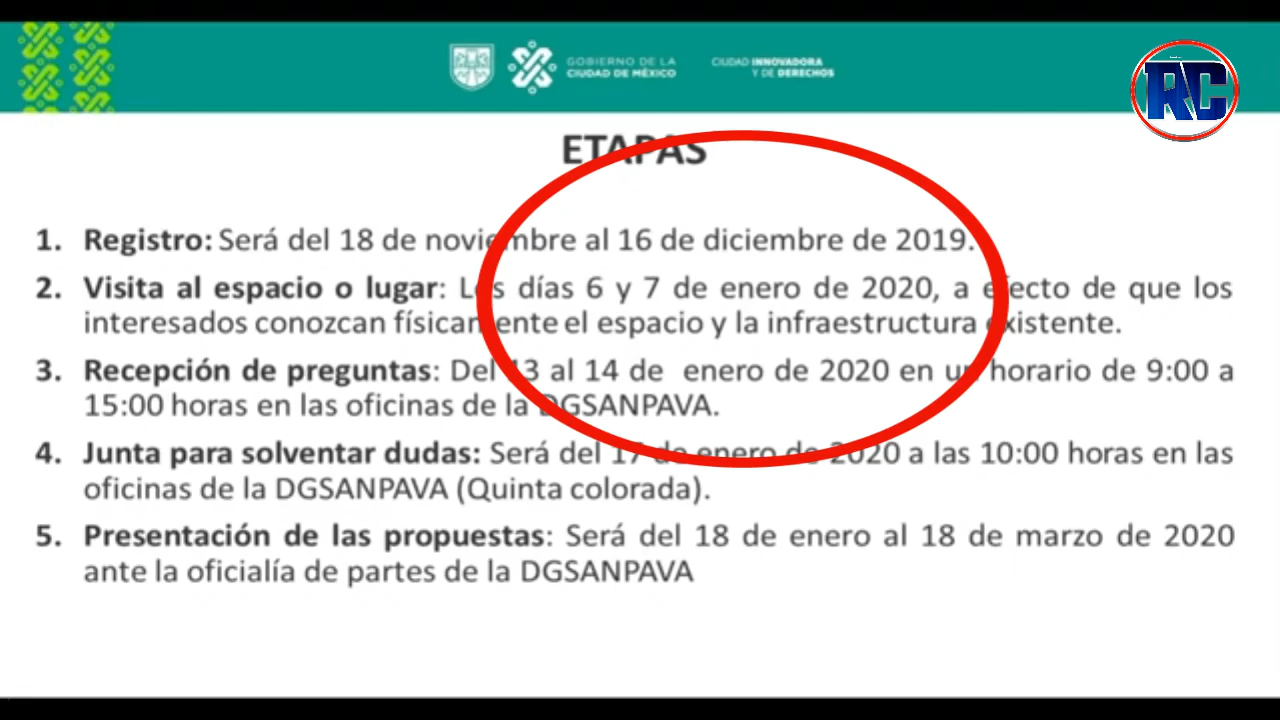 GOBIERNO DE LA
CIUDAD DE MÉXICO
CIUDAD INNOVADORA
Y DE DERECHOS
RC
ETAPAS
1. Registro: Será del 18 de noviembre al 16 de diciembre de 2019.
2. Visita al espacio o lugar: Los días 6 y 7 de enero de 2020, a efecto de que los
interesados conozcan físicamente el espacio y la infraestructura existente.
3. Recepción de preguntas: Del 13 al 14 de enero de 2020 en un horario de 9:00 a
15:00 horas en las oficinas de la DGSANPAVA.
4. Junta para solventar dudas: Será del 17 de enero de 2020 a las 10:00 horas en las
oficinas de la DGSANPAVA (Quinta colorada).
5. Presentación de las propuestas: Será del 18 de enero al 18 de marzo de 2020
ante la oficialía de partes de la DGSANPAVA